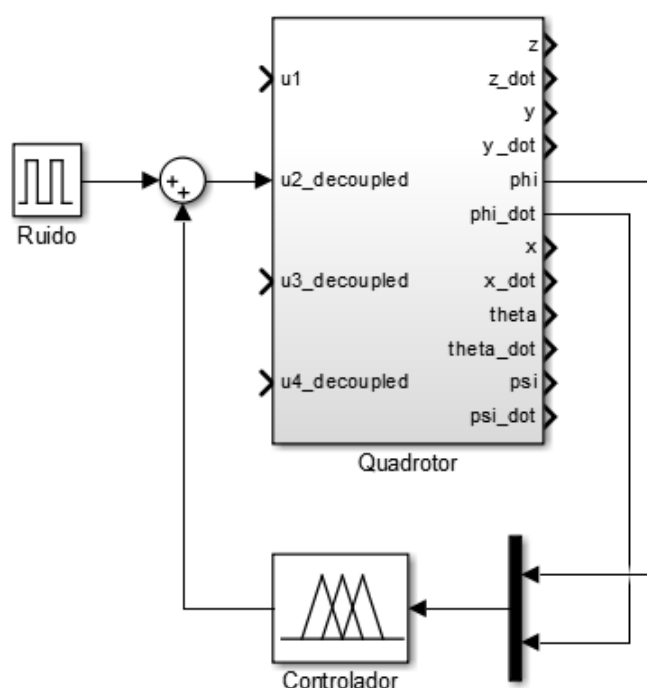 z
u1
z_dot
y
y_dot
u2_decoupled
phi
phi_dot
Ruido
x
u3_decoupled
x_dot
theta
theta_dot
u4_decoupled
psi
psi_dot
Quadrotor
Controlador